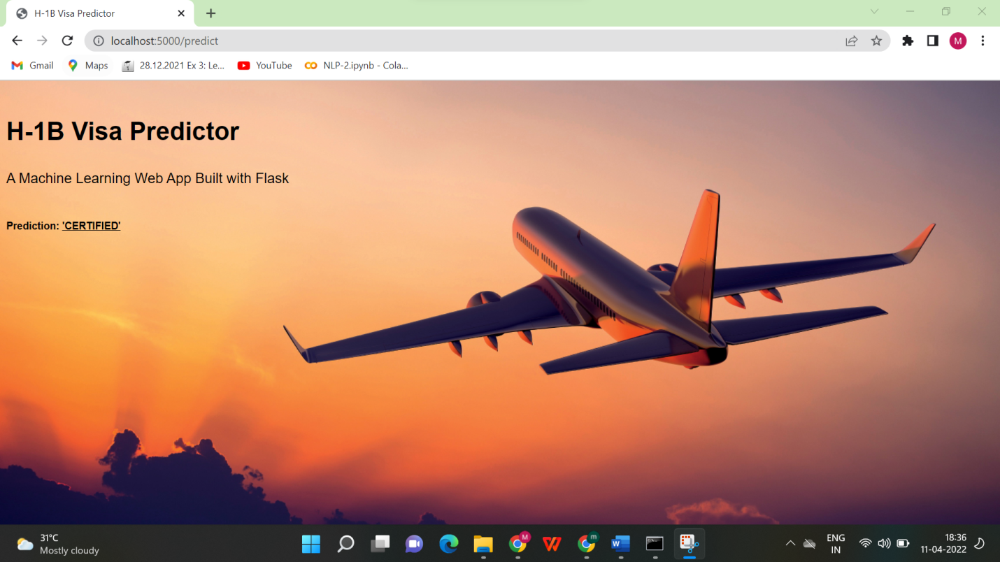 H-1B Visa Predictor
localhost:5000/predict
M
Gmail
Maps
28.12.2021 Ex 3: Le...
YouTube
NLP-2.ipynb - Cola...
H-1B Visa Predictor
A Machine Learning Web App Built with Flask
Prediction: 'CERTIFIED'
31°C
Mostly cloudy
M
m
W
ENG
IN
18:36
11-04-2022